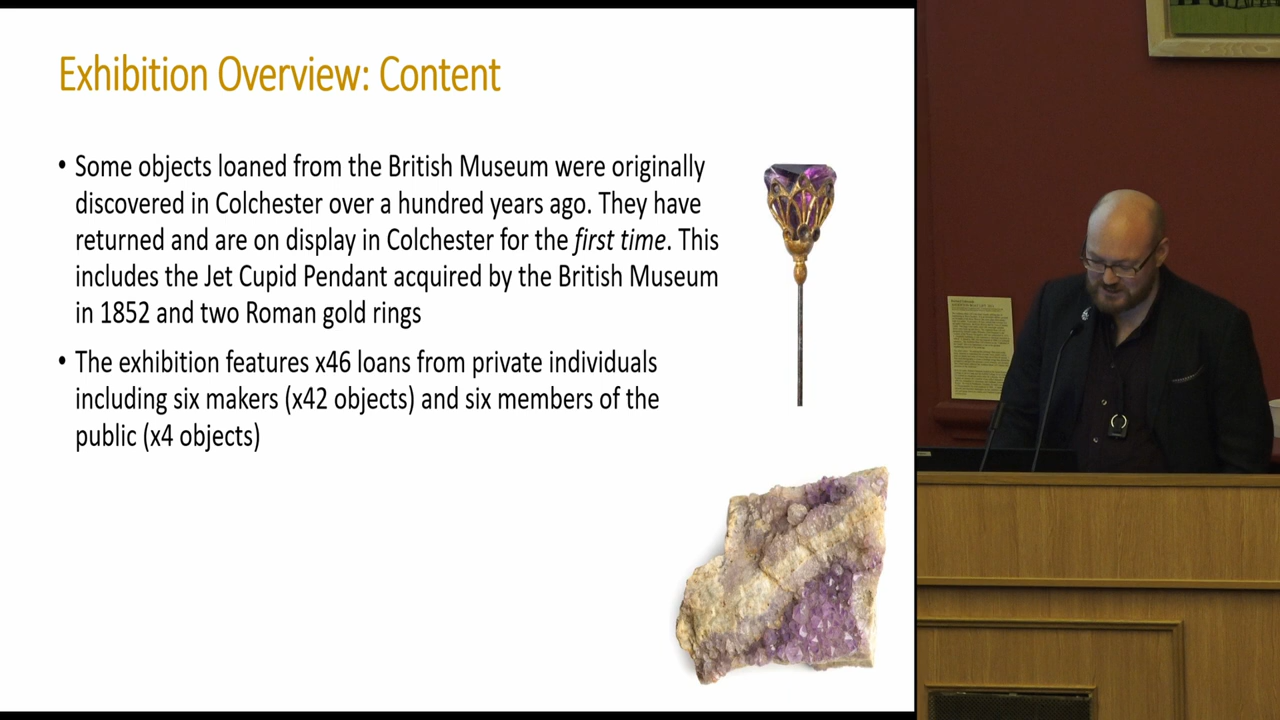 Exhibition Overview: Content
• Some objects loaned from the British Museum were originally
discovered in Colchester over a hundred years ago. They have
returned and are on display in Colchester for the first time. This
includes the Jet Cupid Pendant acquired by the British Museum
in 1852 and two Roman gold rings
• The exhibition features x46 loans from private individuals
including six makers (x42 objects) and six members of the
public (x4 objects)